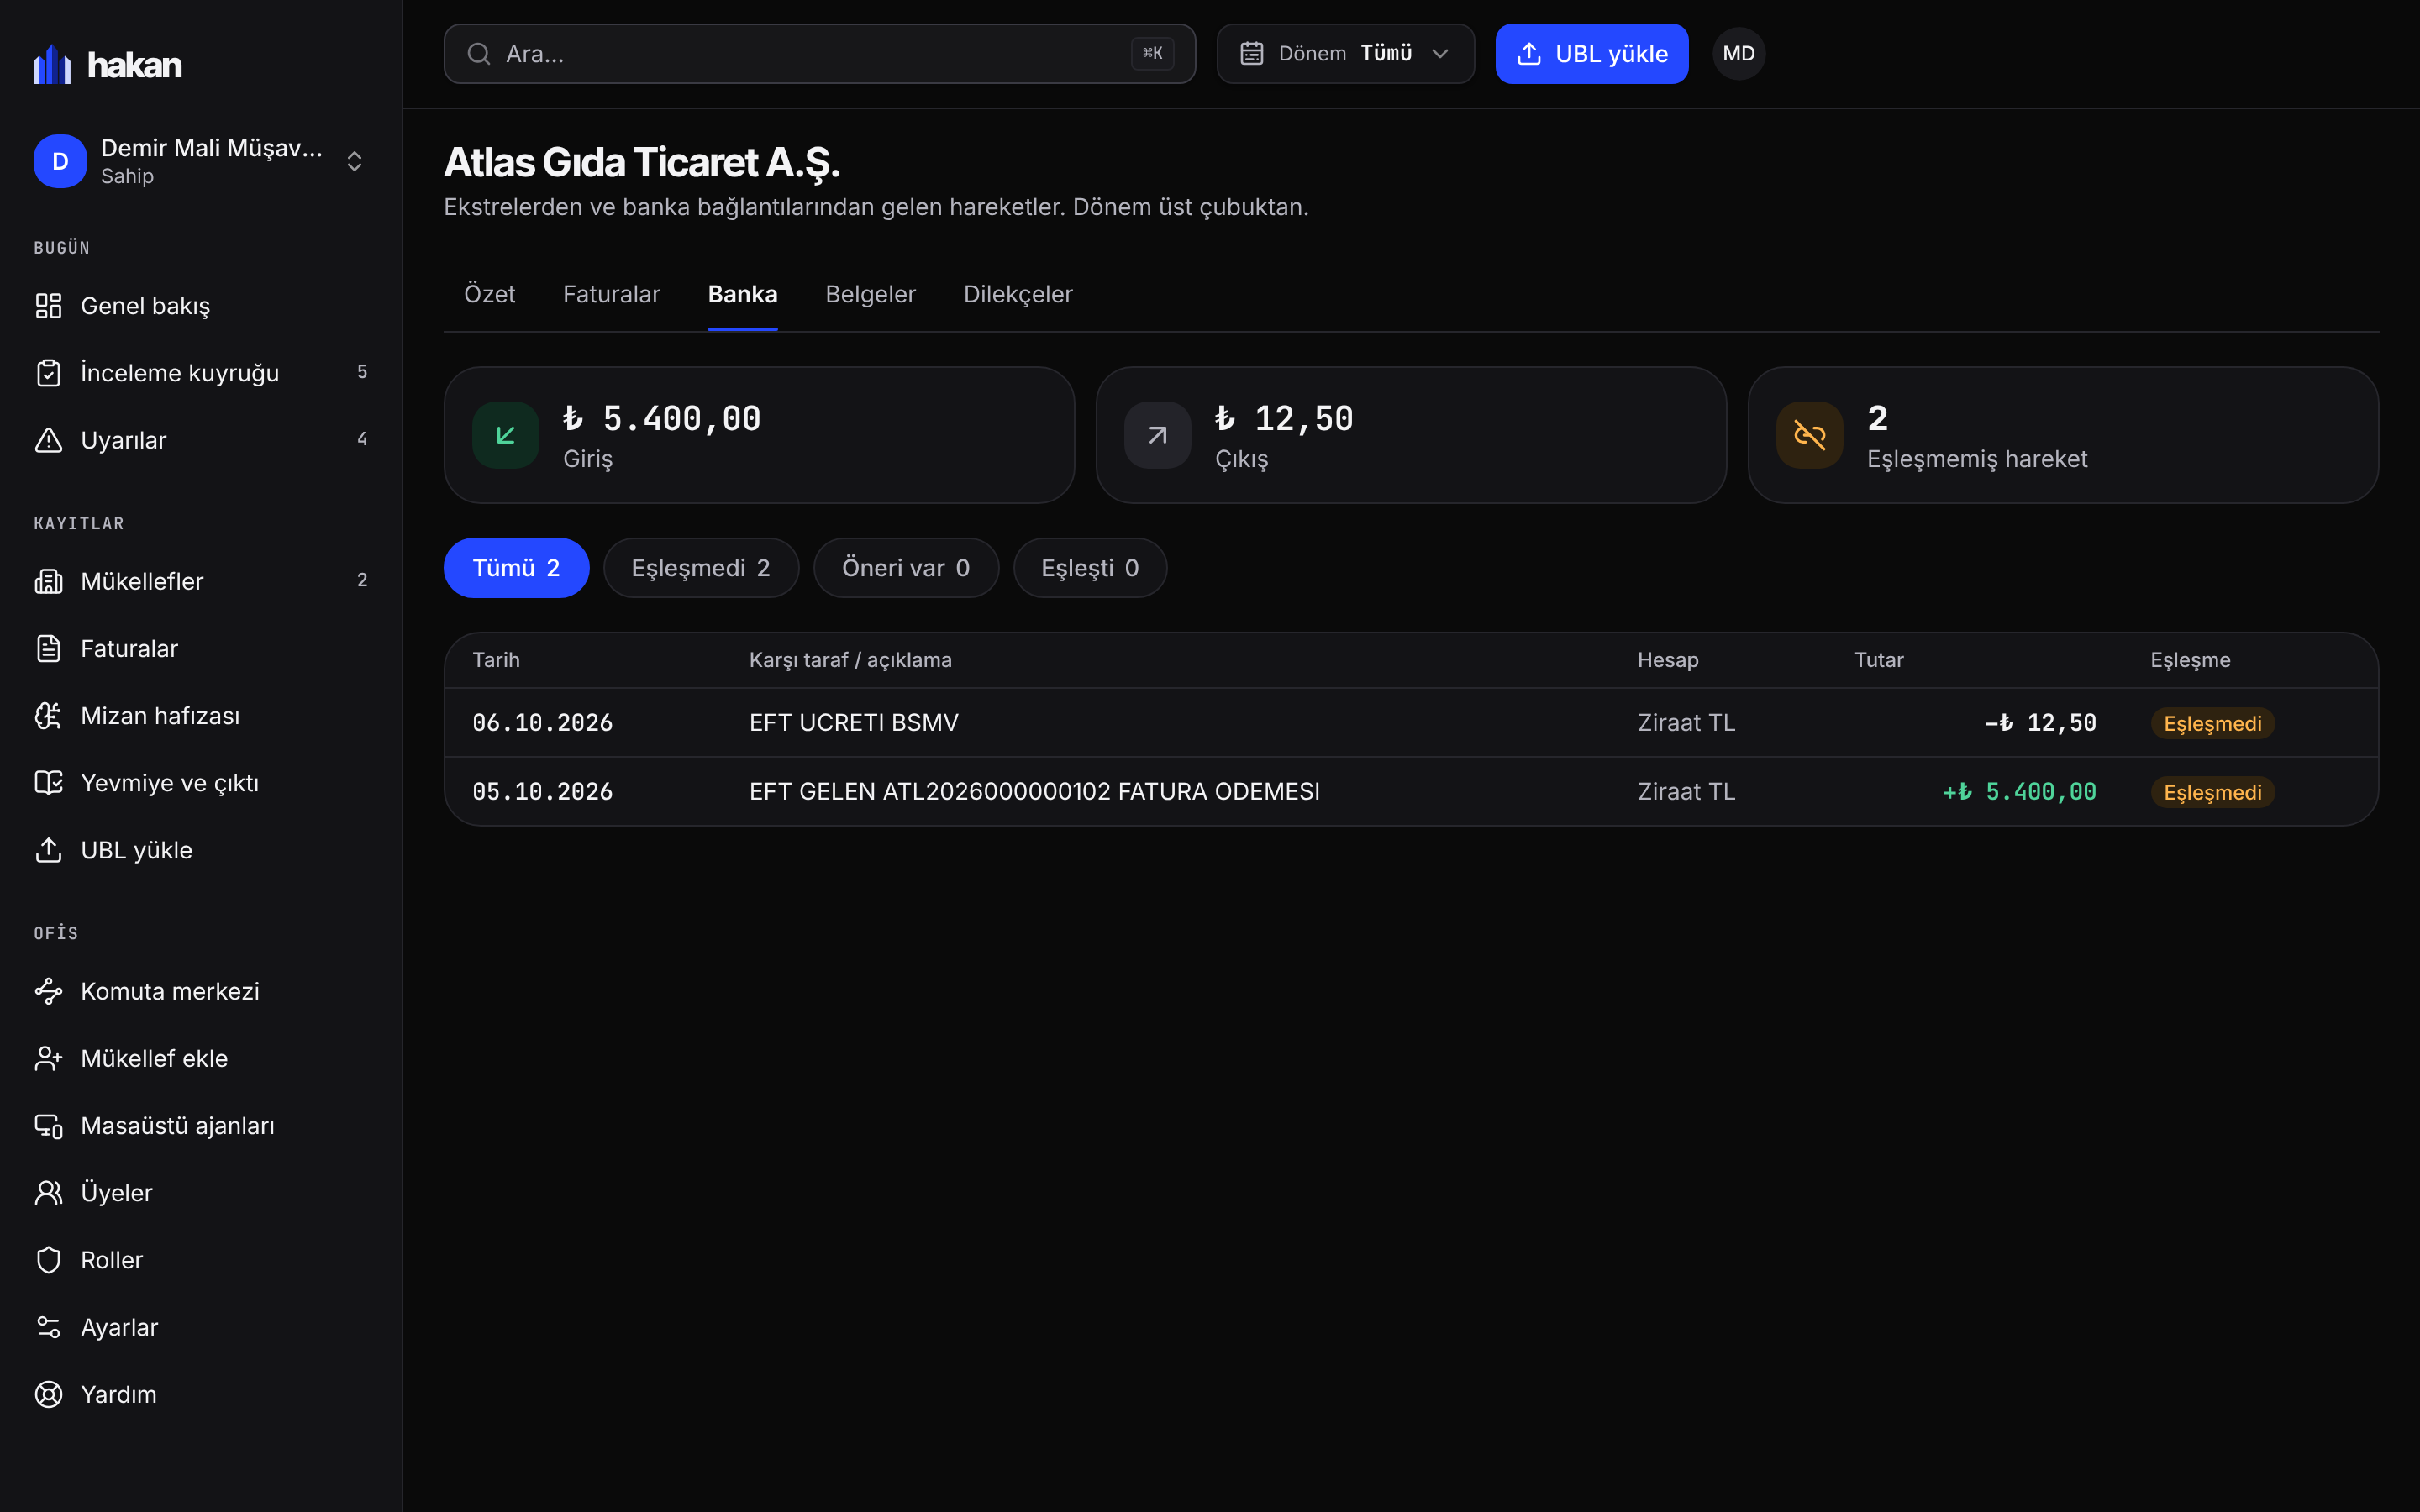 hakan
Demir Mali Müşav...
Sahip
D
BUGÜN
Genel bakış
İnceleme kuyruğu 5
Uyarılar 4
KAYITLAR
Mükellefler 2
Faturalar
Mizan hafızası
Yevmiye ve çıktı
UBL yükle
OFİS
Komuta merkezi
Mükellef ekle
Masaüstü ajanları
Üyeler
Roller
Ayarlar
Yardım
Ara... ⌘K
Dönem Tümü
UBL yükle
MD
Atlas Gıda Ticaret A.Ş.
Ekstrelerden ve banka bağlantılarından gelen hareketler. Dönem üst çubuktan.
Özet Faturalar Banka Belgeler Dilekçeler
₺ 5.400,00
Giriş
₺ 12,50
Çıkış
2
Eşleşmemiş hareket
Tümü 2 Eşleşmedi 2 Öneri var 0 Eşleşti 0
Tarih Karşı taraf / açıklama Hesap Tutar Eşleşme
06.10.2026 EFT UCRETI BSMV Ziraat TL −₺ 12,50 Eşleşmedi
05.10.2026 EFT GELEN ATL2026000000102 FATURA ODEMESI Ziraat TL +₺ 5.400,00 Eşleşmedi